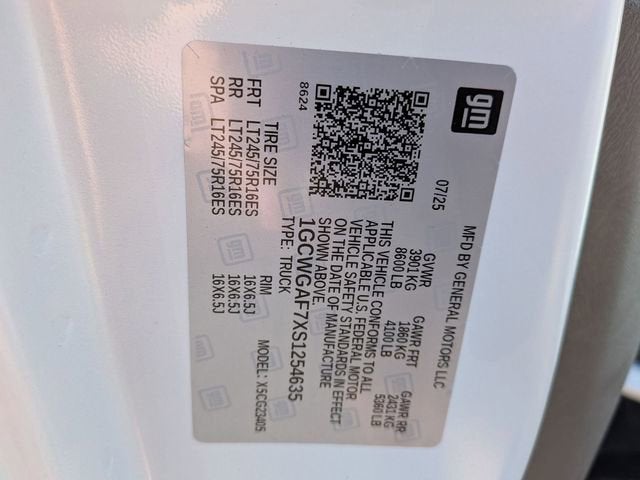 gm
MFD BY GENERAL MOTORS LLC
07/25
GVWR GAWR FRT GAWR RR
3901 KG 1860 KG 2431 KG
8600 LB 4100 LB 5360 LB
THIS VEHICLE CONFORMS TO ALL
APPLICABLE U.S. FEDERAL MOTOR
VEHICLE SAFETY STANDARDS IN EFFECT
ON THE DATE OF MANUFACTURE
SHOWN ABOVE.
1GCWGAF7XS1254635
8624
TYPE: TRUCK MODEL: X5CG23405
TIRE SIZE RIM
FRT LT245/75R16ES 16X6.5J
RR LT245/75R16ES 16X6.5J
SPA LT245/75R16ES 16X6.5J